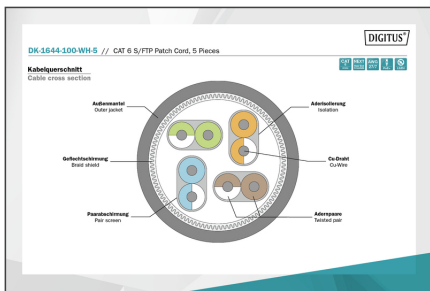 DIGITUS®
DK-1644-100-WH-5 // CAT 6 S/FTP Patch Cord, 5 Pieces
Kabelquerschnitt
Cable cross section
Außenmantel
Outer jacket
Aderisolierung
Isolation
Geflechtschirmung
Braid shield
Cu-Draht
Cu-Wire
Paarabschirmung
Pair screen
Aderpaare
Twisted pair